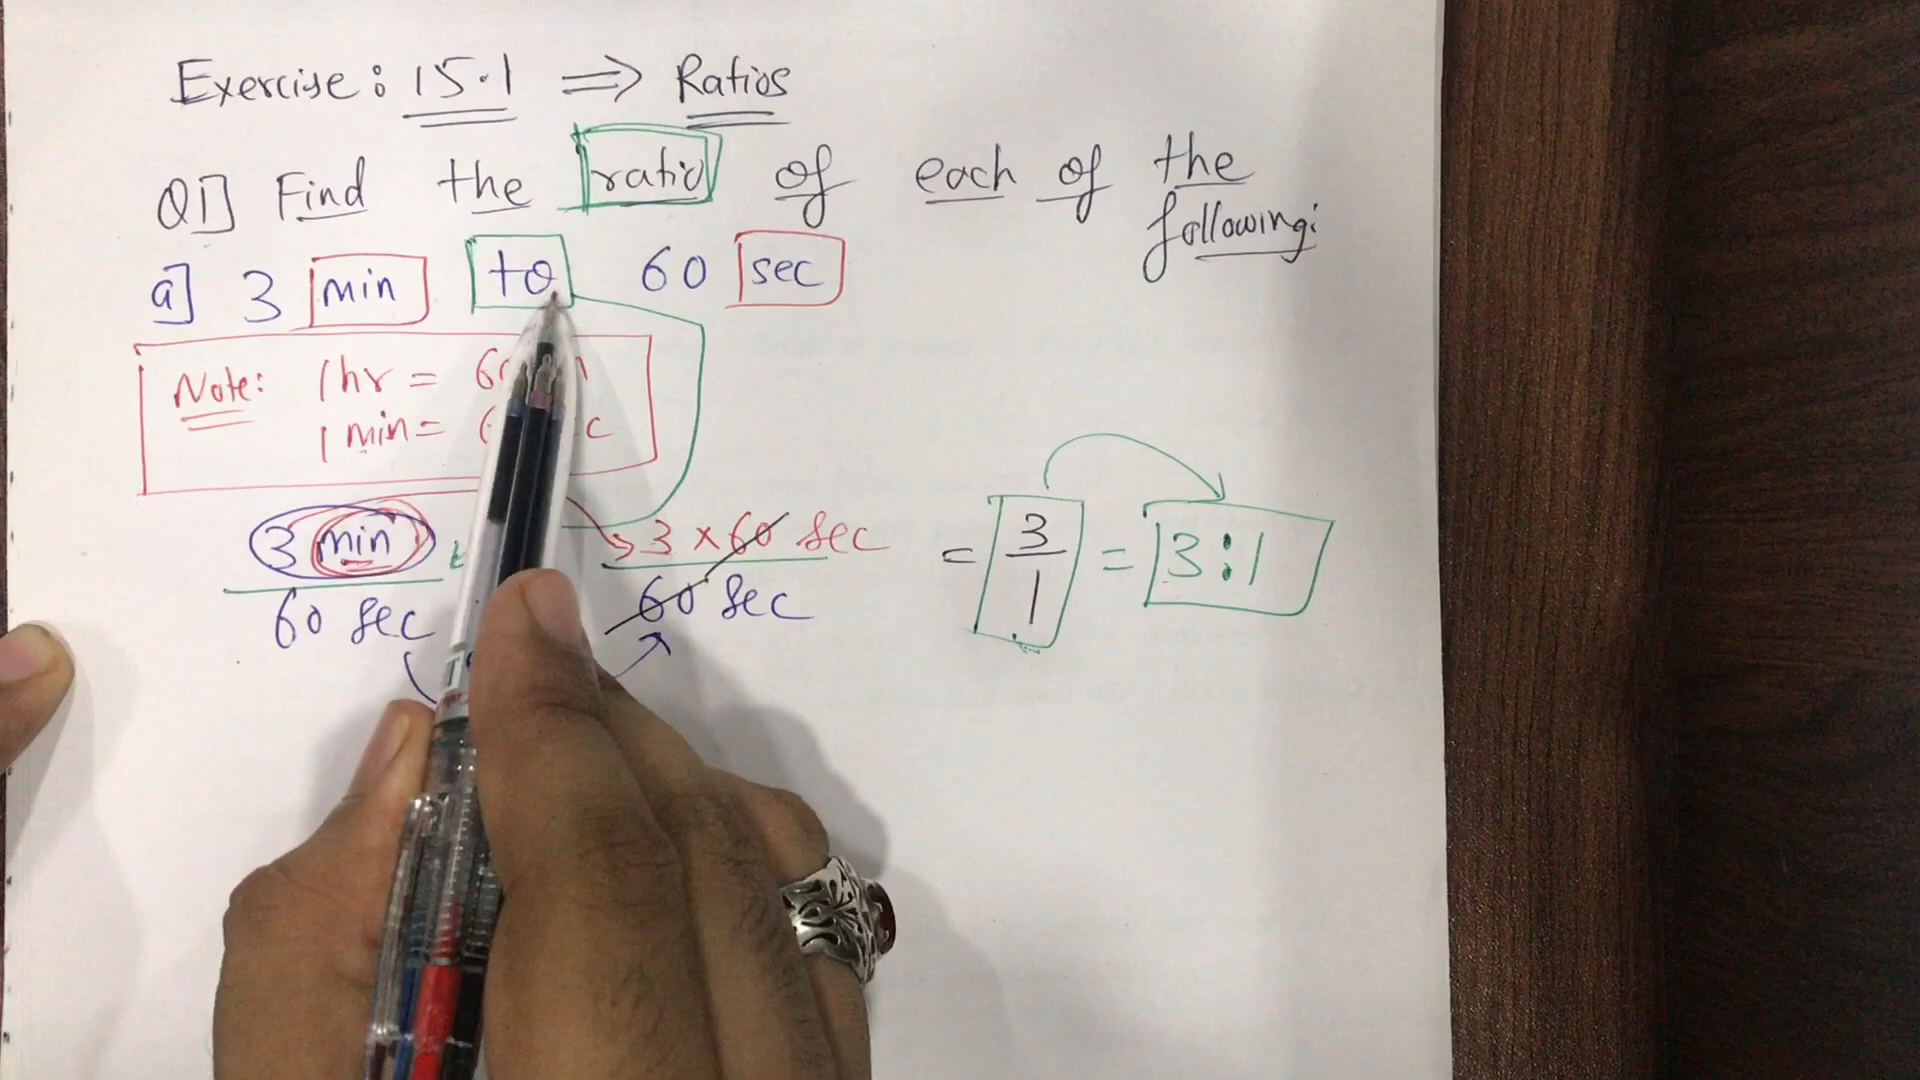 Exercise: 15.1 ⇒ Ratios
Q1] Find the ratio of each of the following:
a] 3 min to 60 sec
Note: 1 hr =
1 min =
3 min 3 × 60 sec = 3 = 3:1
60 sec 60 sec 1